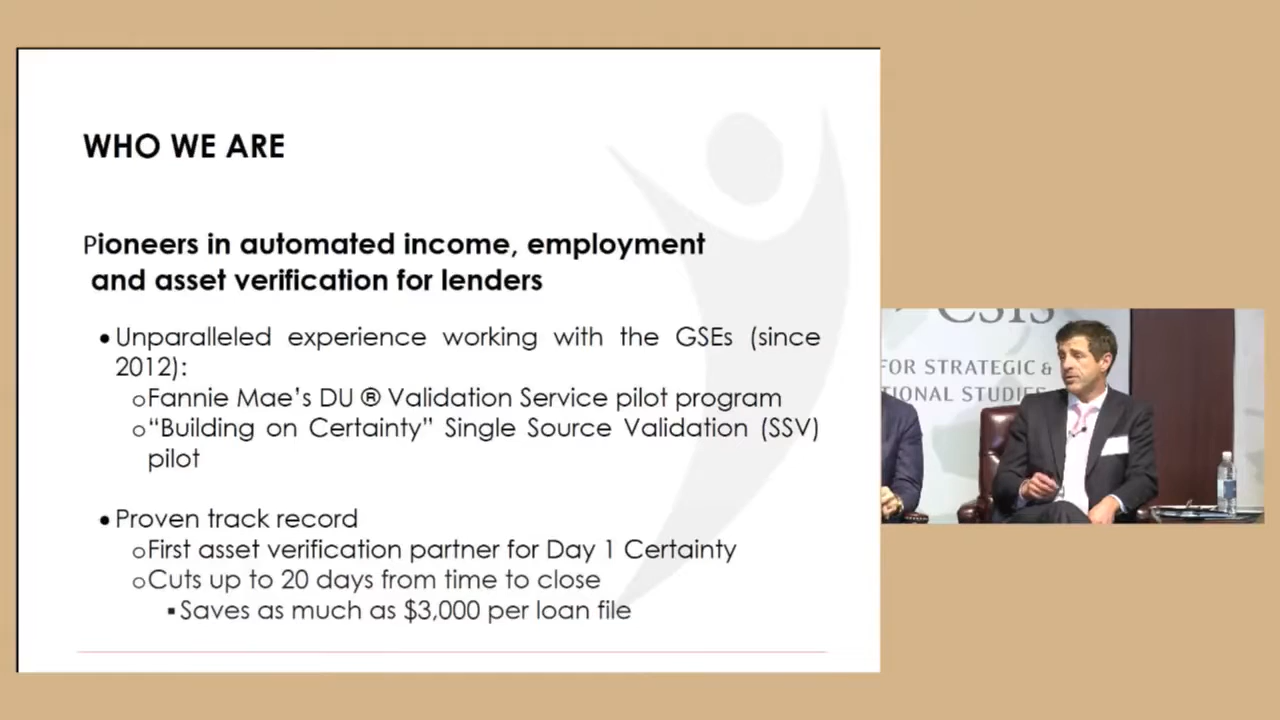 WHO WE ARE
Pioneers in automated income, employment
and asset verification for lenders
• Unparalleled experience working with the GSEs (since
2012):
o Fannie Mae's DU ® Validation Service pilot program
o "Building on Certainty" Single Source Validation (SSV)
pilot
• Proven track record
o First asset verification partner for Day 1 Certainty
o Cuts up to 20 days from time to close
▪ Saves as much as $3,000 per loan file
CSIS
FOR STRATEGIC &
TIONAL STUDIES